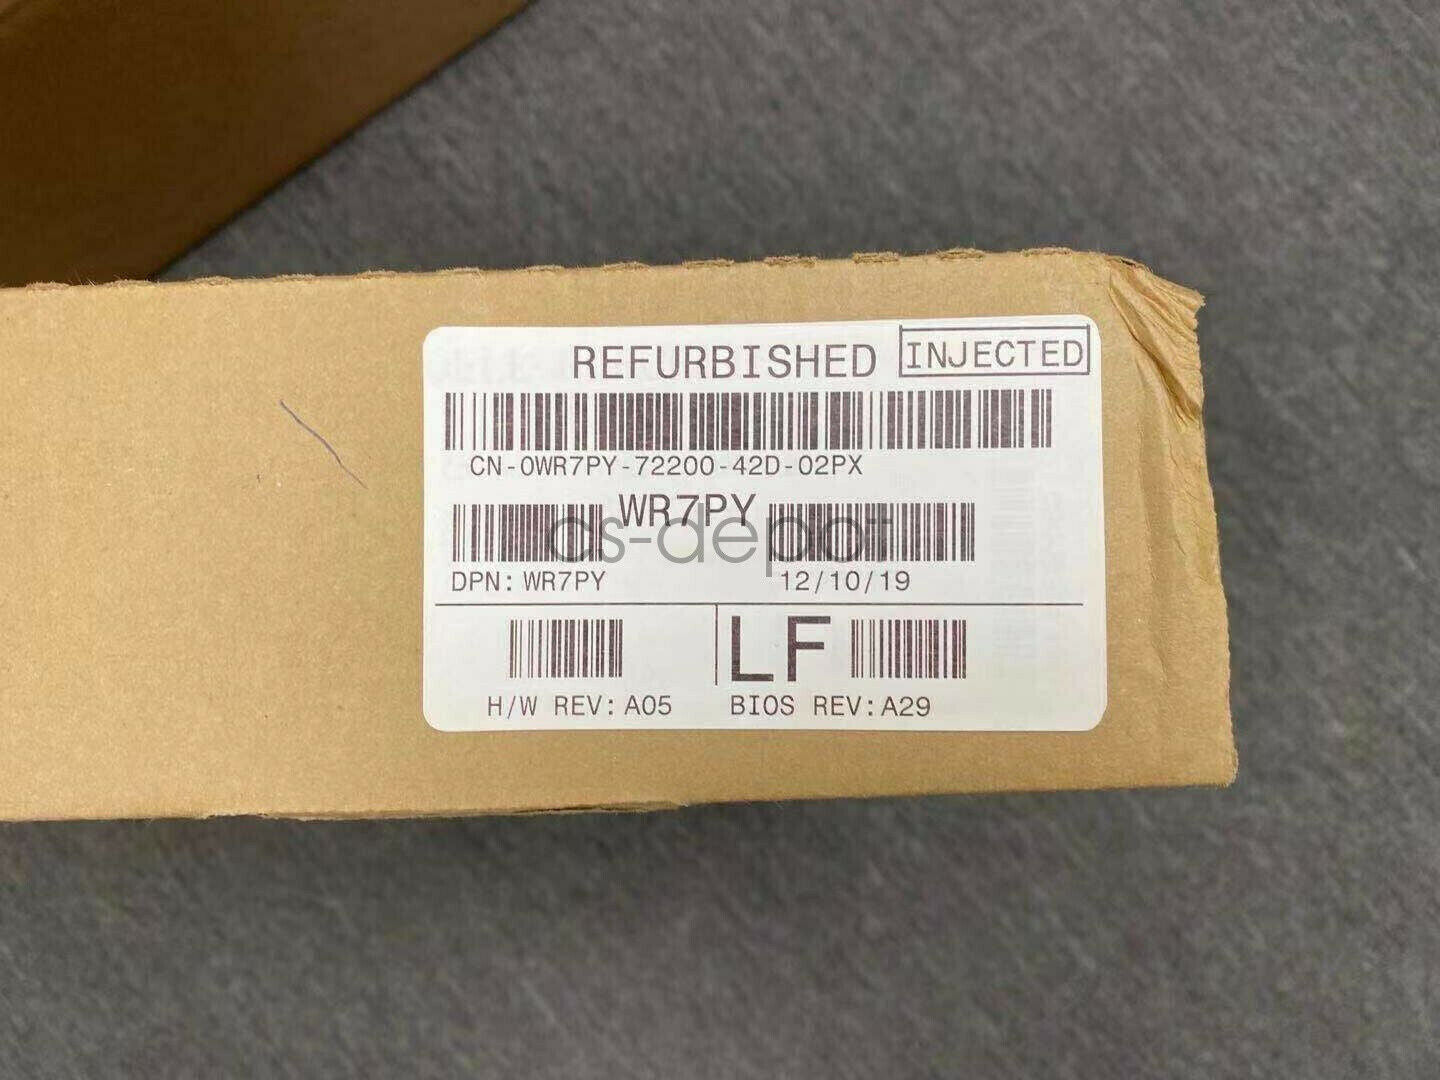 REFURBISHED INJECTED
CN-0WR7PY-72200-42D-02PX
WR7PY
cs-depot
DPN: WR7PY 12/10/19
LF
H/W REV: A05 BIOS REV: A29